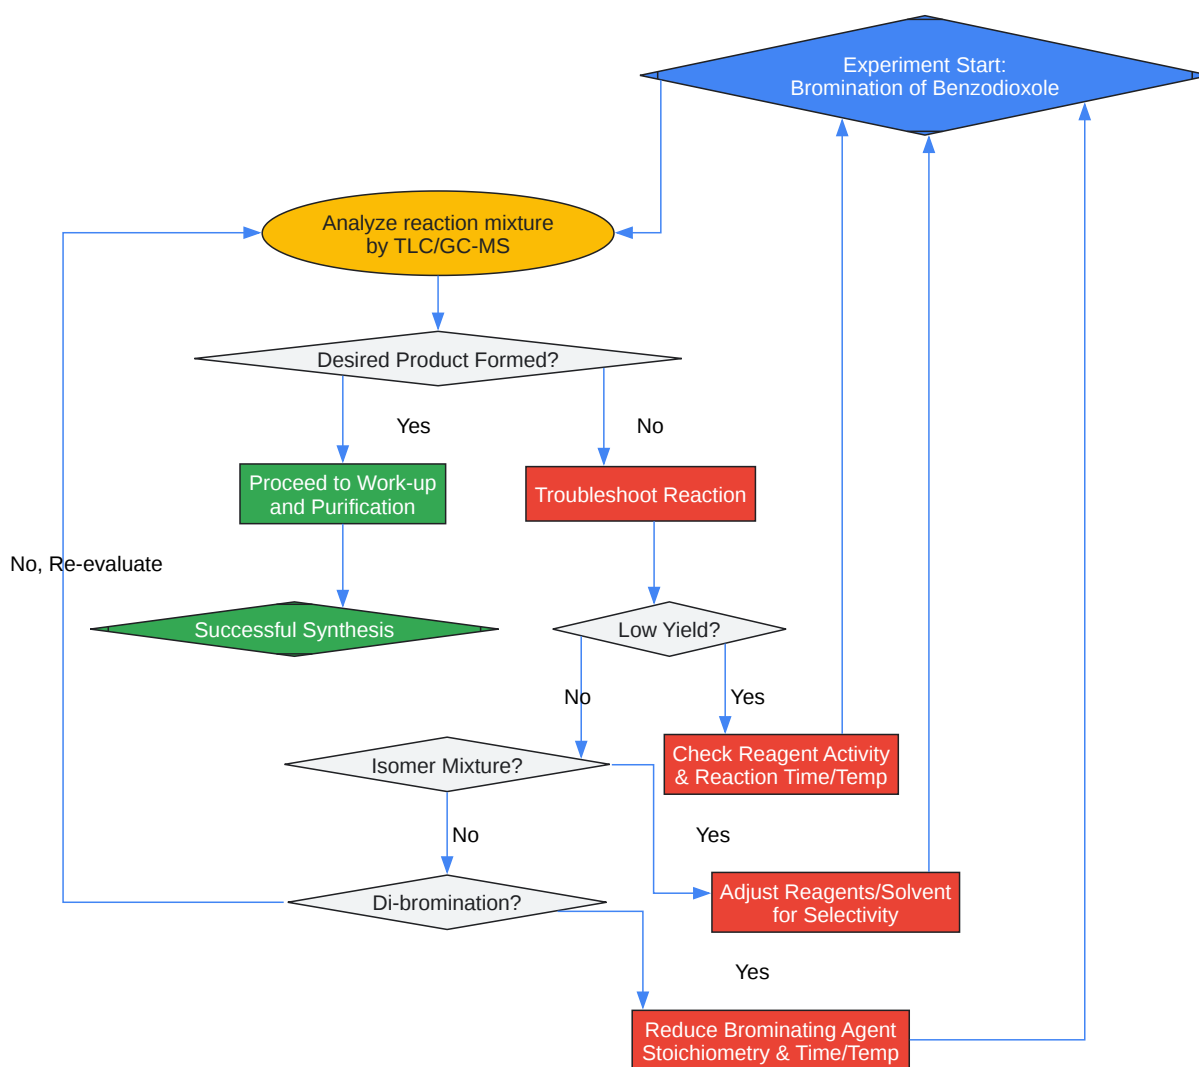 Experiment Start:
Bromination of Benzodioxole
Analyze reaction mixture
by TLC/GC-MS
Desired Product Formed?
Yes
No
Proceed to Work-up
and Purification
Troubleshoot Reaction
No, Re-evaluate
Successful Synthesis
Low Yield?
No
Yes
Check Reagent Activity
& Reaction Time/Temp
Isomer Mixture?
No
Yes
Adjust Reagents/Solvent
for Selectivity
Di-bromination?
Yes
Reduce Brominating Agent
Stoichiometry & Time/Temp